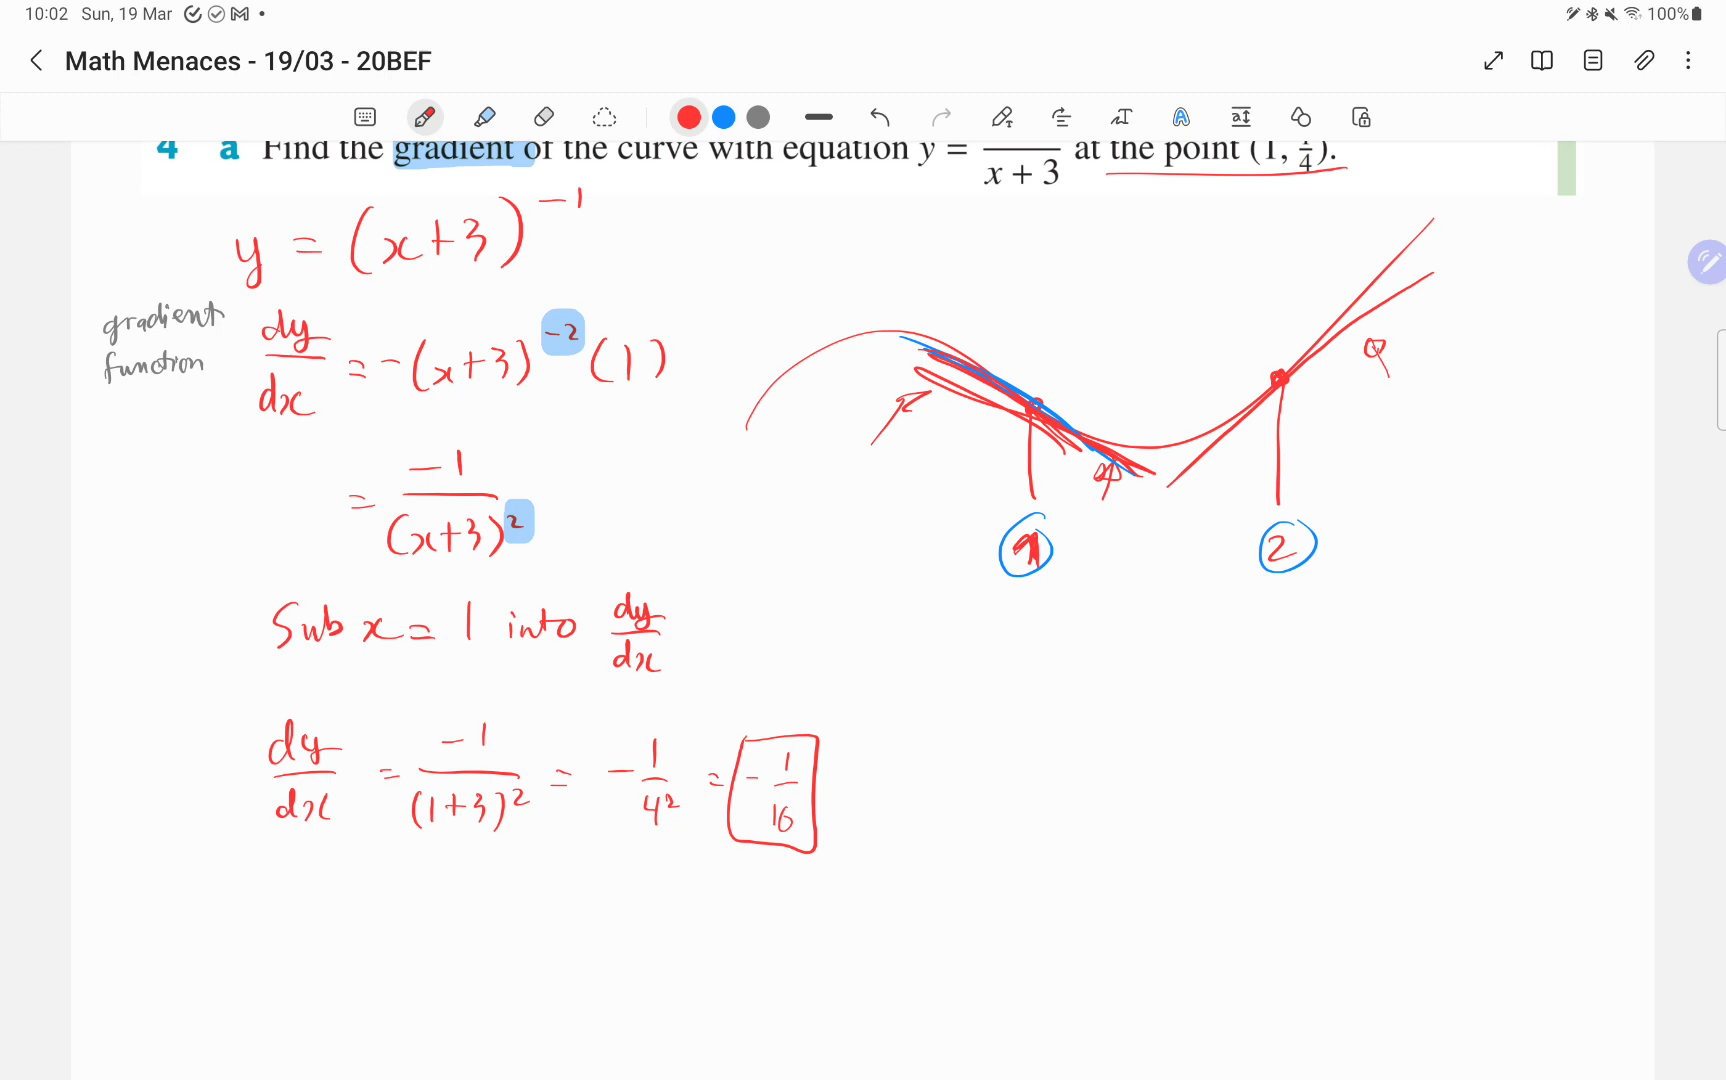 10:02 Sun, 19 Mar
100%
Math Menaces - 19/03 - 20BEF
4 a Find the gradient of the curve with equation y = /(x + 3) at the point (1, 1/4).
y = (x+3)^-1
gradient function
dy/dx = -(x+3)^-2 (1)
= -1/(x+3)^2
Sub x = 1 into dy/dx
dy/dx = -1/(1+3)^2 = -1/4^2 = -1/16
1
2